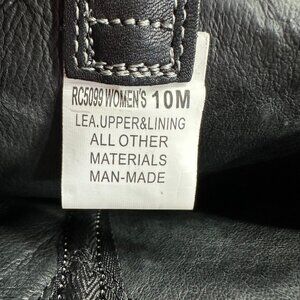 RC5099 WOMEN'S 10M
LEA.UPPER&LINING
ALL OTHER
MATERIALS
MAN-MADE